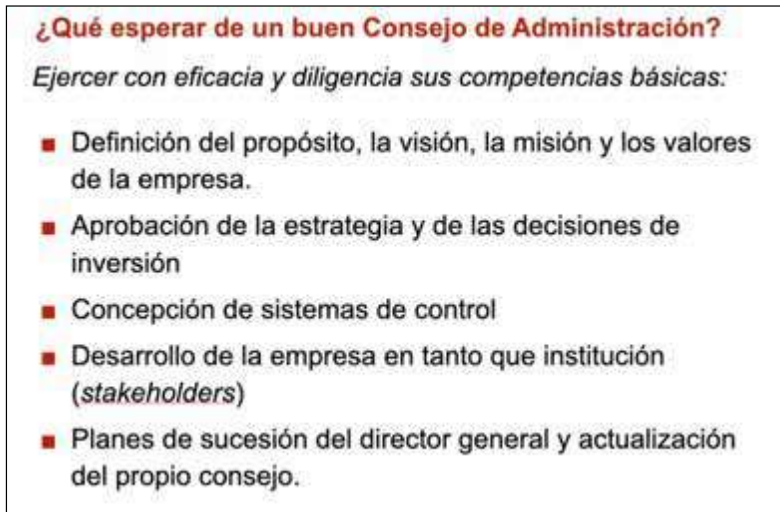 ¿Qué esperar de un buen Consejo de Administración?
Ejercer con eficacia y diligencia sus competencias básicas:
■ Definición del propósito, la visión, la misión y los valores
de la empresa.
■ Aprobación de la estrategia y de las decisiones de
inversión
■ Concepción de sistemas de control
■ Desarrollo de la empresa en tanto que institución
(stakeholders)
■ Planes de sucesión del director general y actualización
del propio consejo.